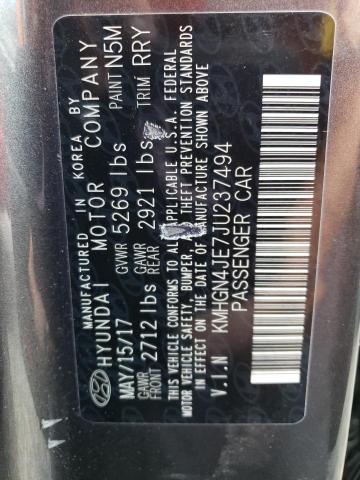 MANUFACTURED IN KOREA BY
HYUNDAI MOTOR COMPANY
MAY/15/17 GVWR 5269 lbs PAINT N5M
GAWR FRONT 2712 lbs GAWR REAR 2921 lbs TRIM RRY
THIS VEHICLE CONFORMS TO ALL APPLICABLE U.S.A. FEDERAL
MOTOR VEHICLE SAFETY, BUMPER, AND THEFT PREVENTION STANDARDS
IN EFFECT ON THE DATE OF MANUFACTURE SHOWN ABOVE
V.I.N KMHGN4JE7JU237494
PASSENGER CAR